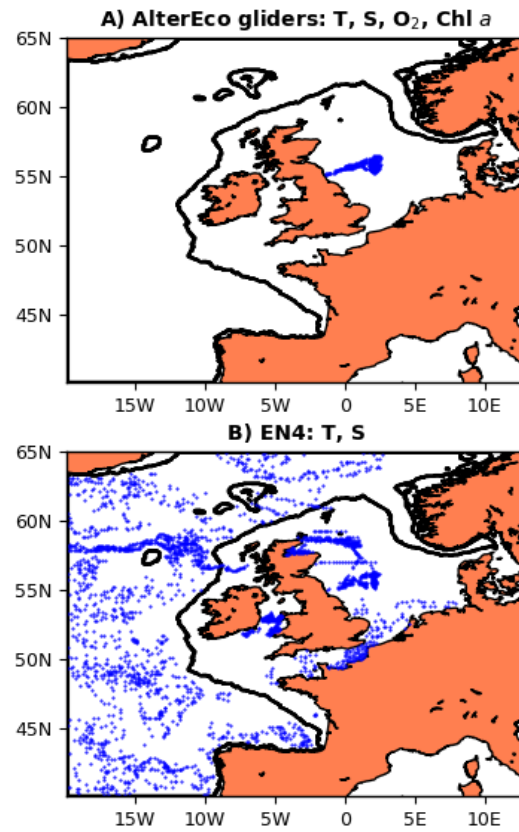 A) AlterEco gliders: T, S, O₂, Chl a
65N
60N
55N
50N
45N
15W 10W 5W 0 5E 10E
B) EN4: T, S
65N
60N
55N
50N
45N
15W 10W 5W 0 5E 10E